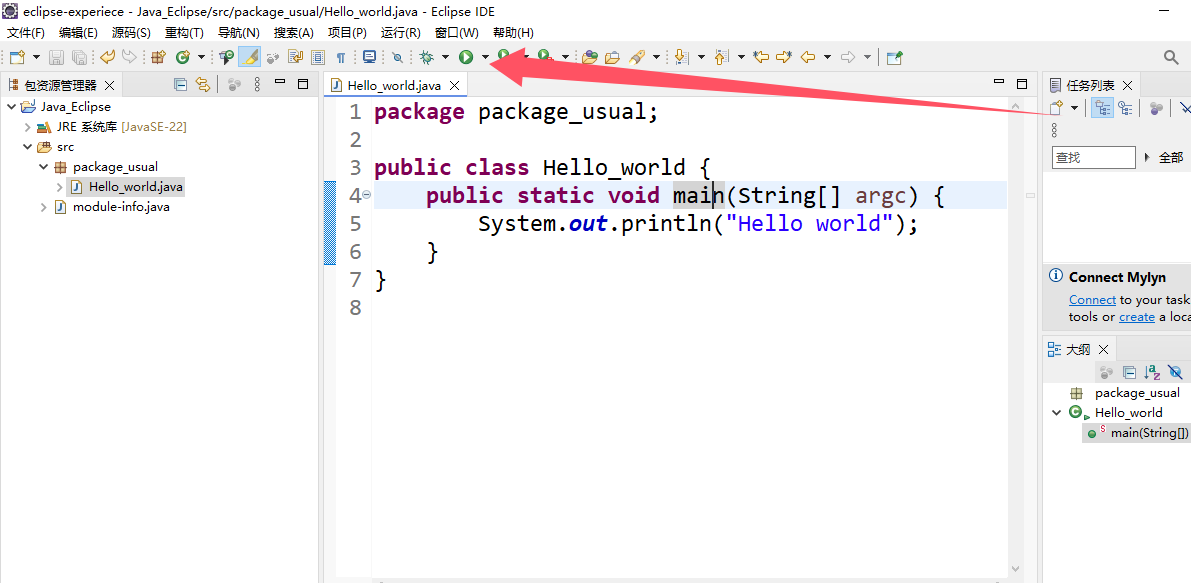 eclipse-experiece - Java_Eclipse/src/package_usual/Hello_world.java - Eclipse IDE
文件(F) 编辑(E) 源码(S) 重构(T) 导航(N) 搜索(A) 项目(P) 运行(R) 窗口(W) 帮助(H)
包资源管理器
Java_Eclipse
JRE 系统库 [JavaSE-22]
src
package_usual
Hello_world.java
module-info.java
Hello_world.java
1 package package_usual;
2
3 public class Hello_world {
4 public static void main(String[] argc) {
5 System.out.println("Hello world");
6 }
7 }
8
任务列表
查找 全部
Connect Mylyn
Connect to your task
tools or create a loca
大纲
package_usual
Hello_world
main(String[])